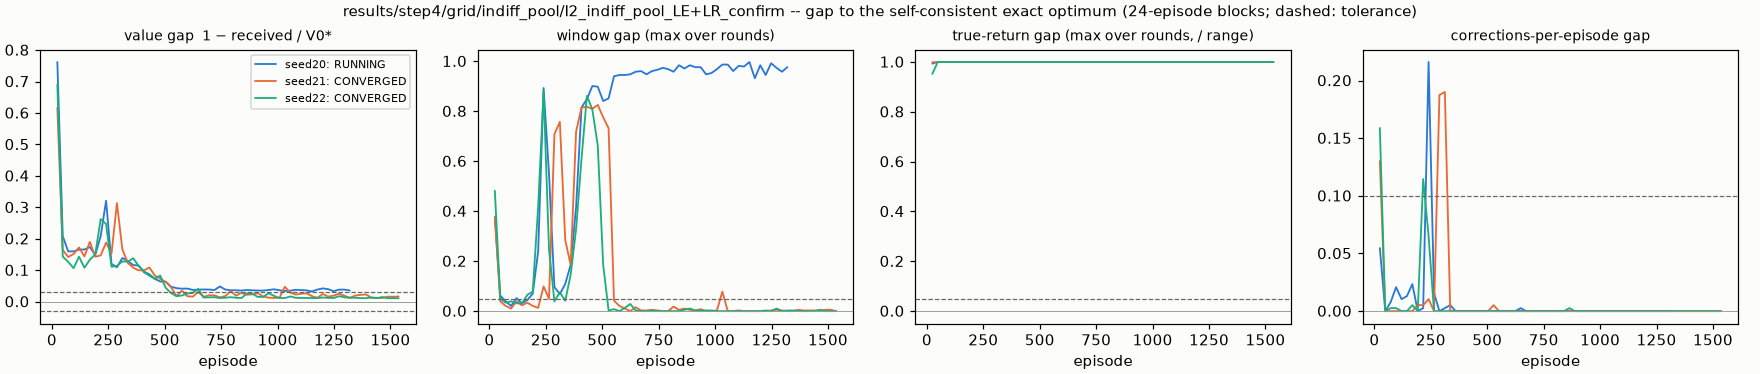 results/step4/grid/indiff_pool/l2_indiff_pool_LE+LR_confirm -- gap to the self-consistent exact optimum (24-episode blocks; dashed: tolerance)
value gap 1 − received / V0*
0.8
0.7
0.6
0.5
0.4
0.3
0.2
0.1
0.0
seed20: RUNNING
seed21: CONVERGED
seed22: CONVERGED
0 250 500 750 1000 1250 1500
episode
window gap (max over rounds)
1.0
0.8
0.6
0.4
0.2
0.0
0 250 500 750 1000 1250 1500
episode
true-return gap (max over rounds, / range)
1.0
0.8
0.6
0.4
0.2
0.0
0 250 500 750 1000 1250 1500
episode
corrections-per-episode gap
0.20
0.15
0.10
0.05
0.00
0 250 500 750 1000 1250 1500
episode